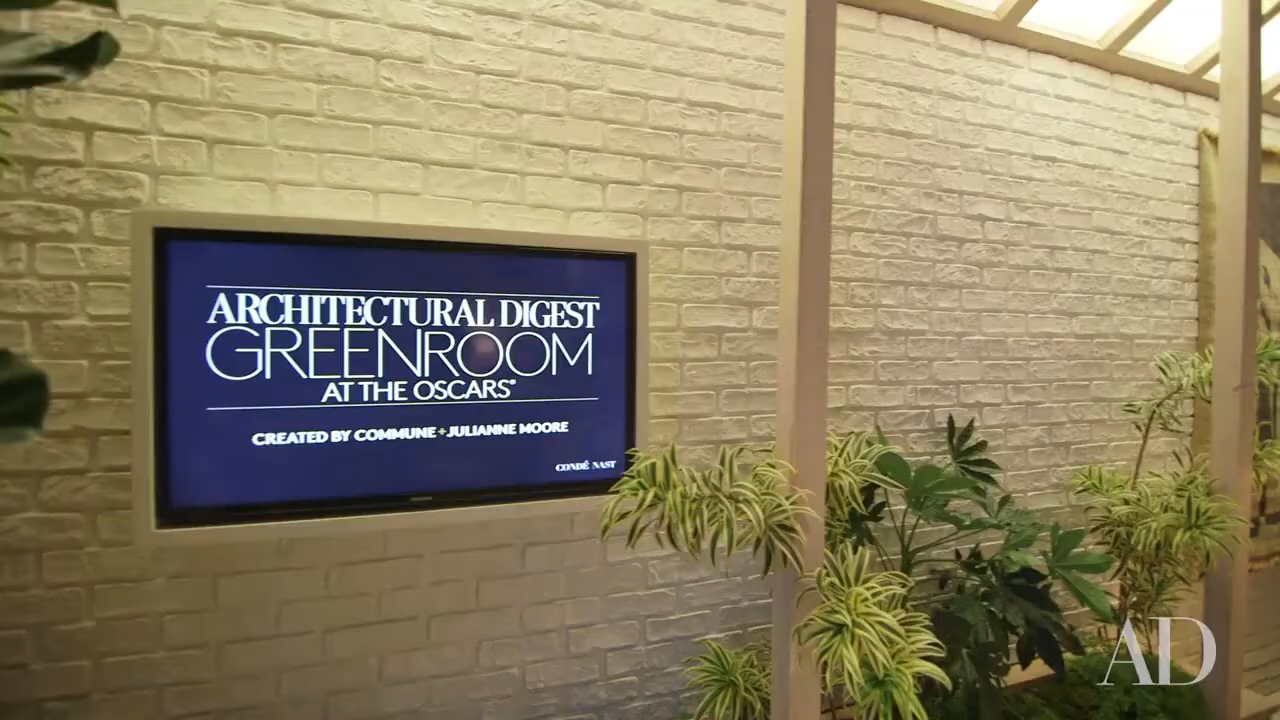 ARCHITECTURAL DIGEST
GREENROOM
AT THE OSCARS®
CREATED BY COMMUNE + JULIANNE MOORE
CONDÉ NAST
AD